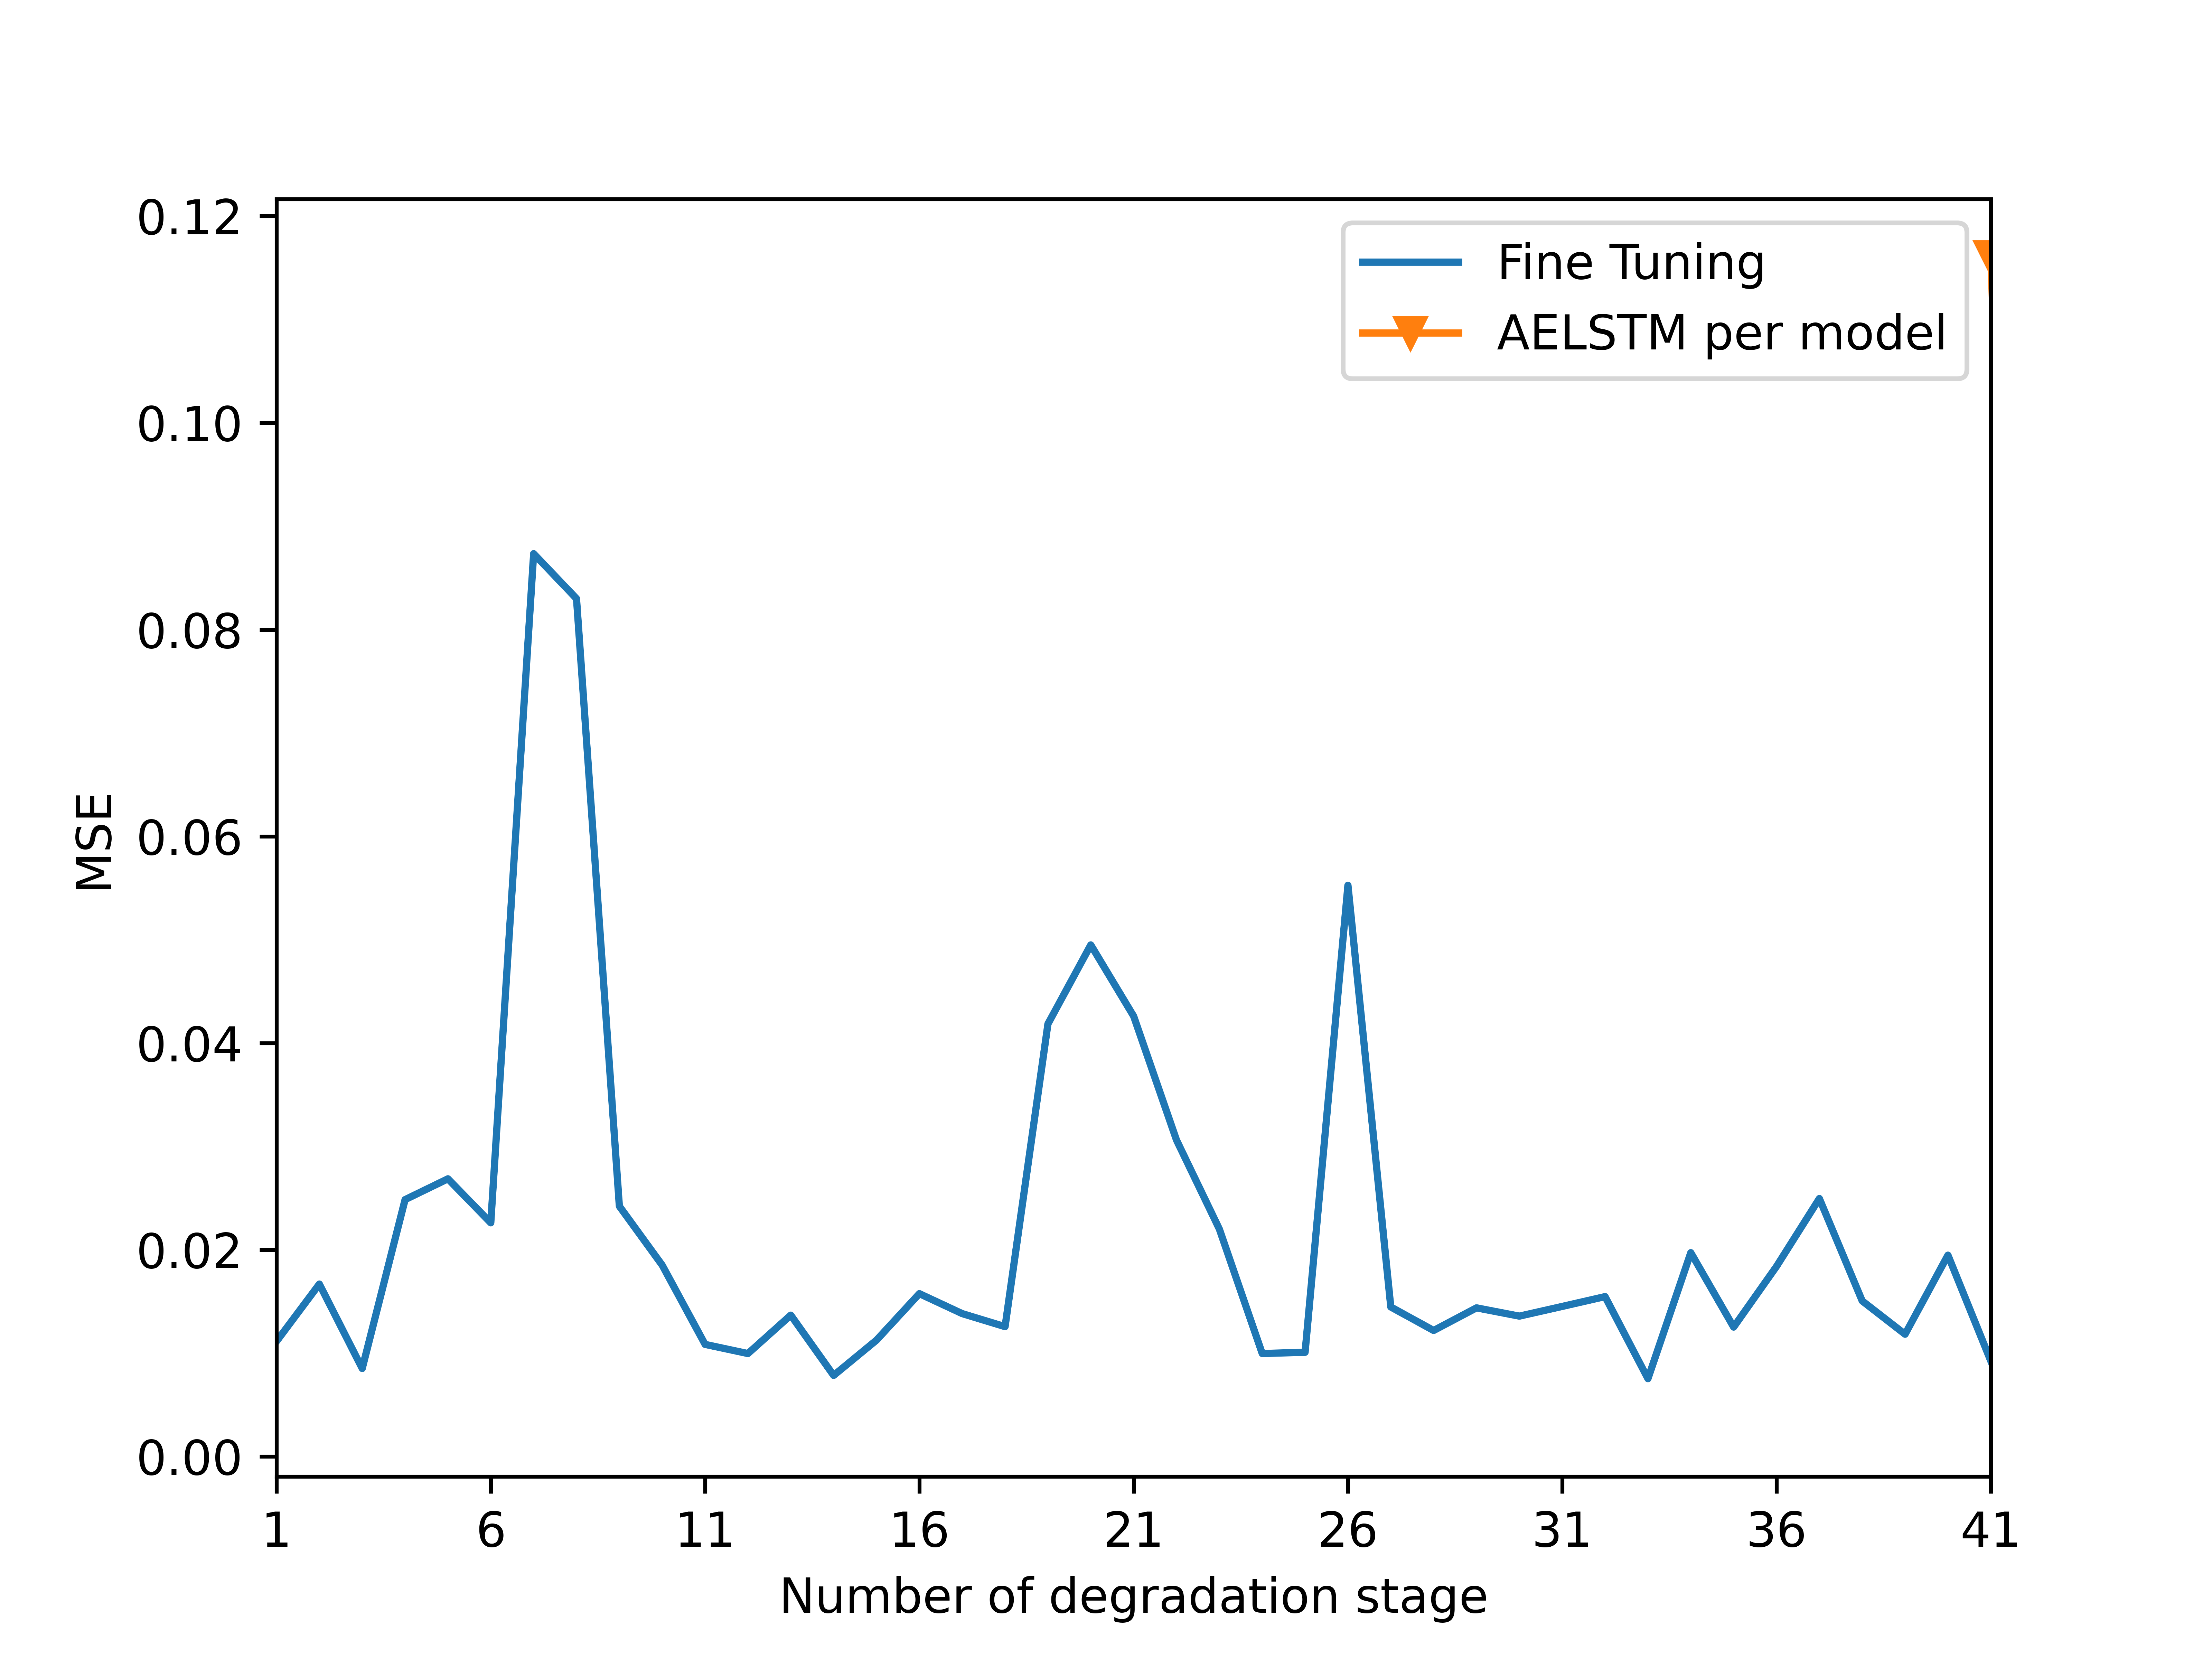 0.12
0.10
0.08
0.06
0.04
0.02
0.00
MSE
Fine Tuning
AELSTM per model
1 6 11 16 21 26 31 36 41
Number of degradation stage